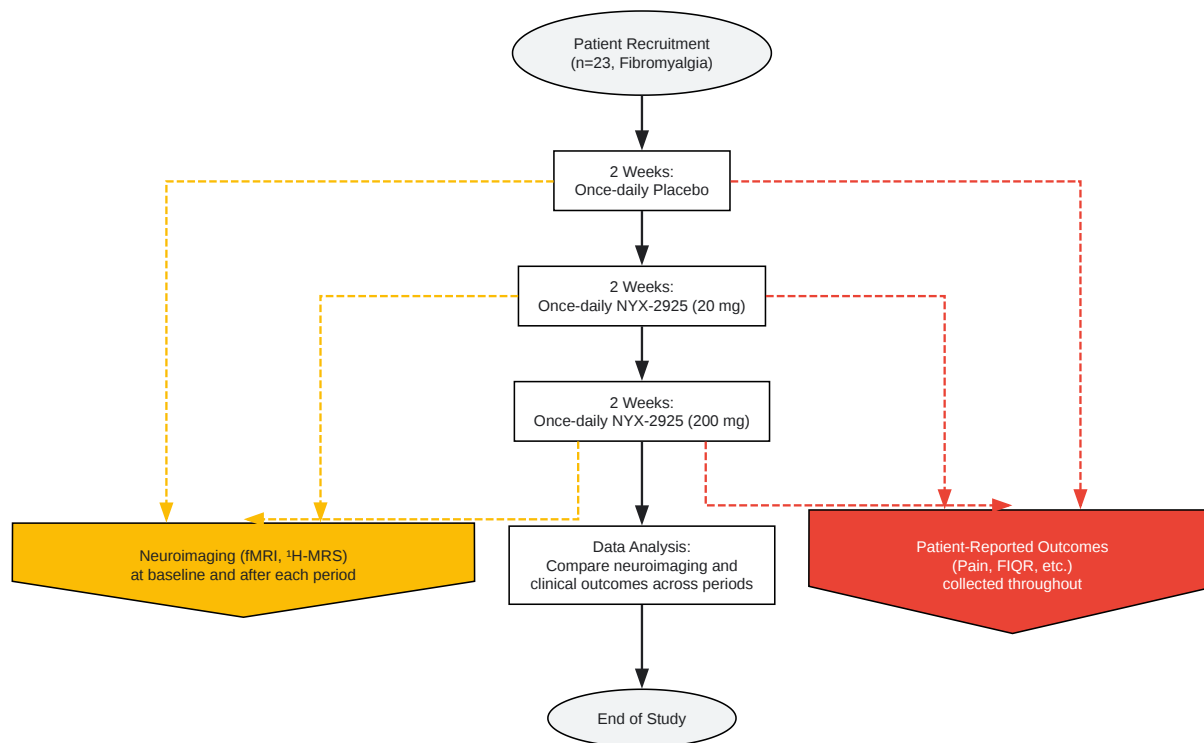 Patient Recruitment
(n=23, Fibromyalgia)
2 Weeks:
Once-daily Placebo
2 Weeks:
Once-daily NYX-2925 (20 mg)
2 Weeks:
Once-daily NYX-2925 (200 mg)
Neuroimaging (fMRI, ¹H-MRS)
at baseline and after each period
Data Analysis:
Compare neuroimaging and
clinical outcomes across periods
Patient-Reported Outcomes
(Pain, FIQR, etc.)
collected throughout
End of Study